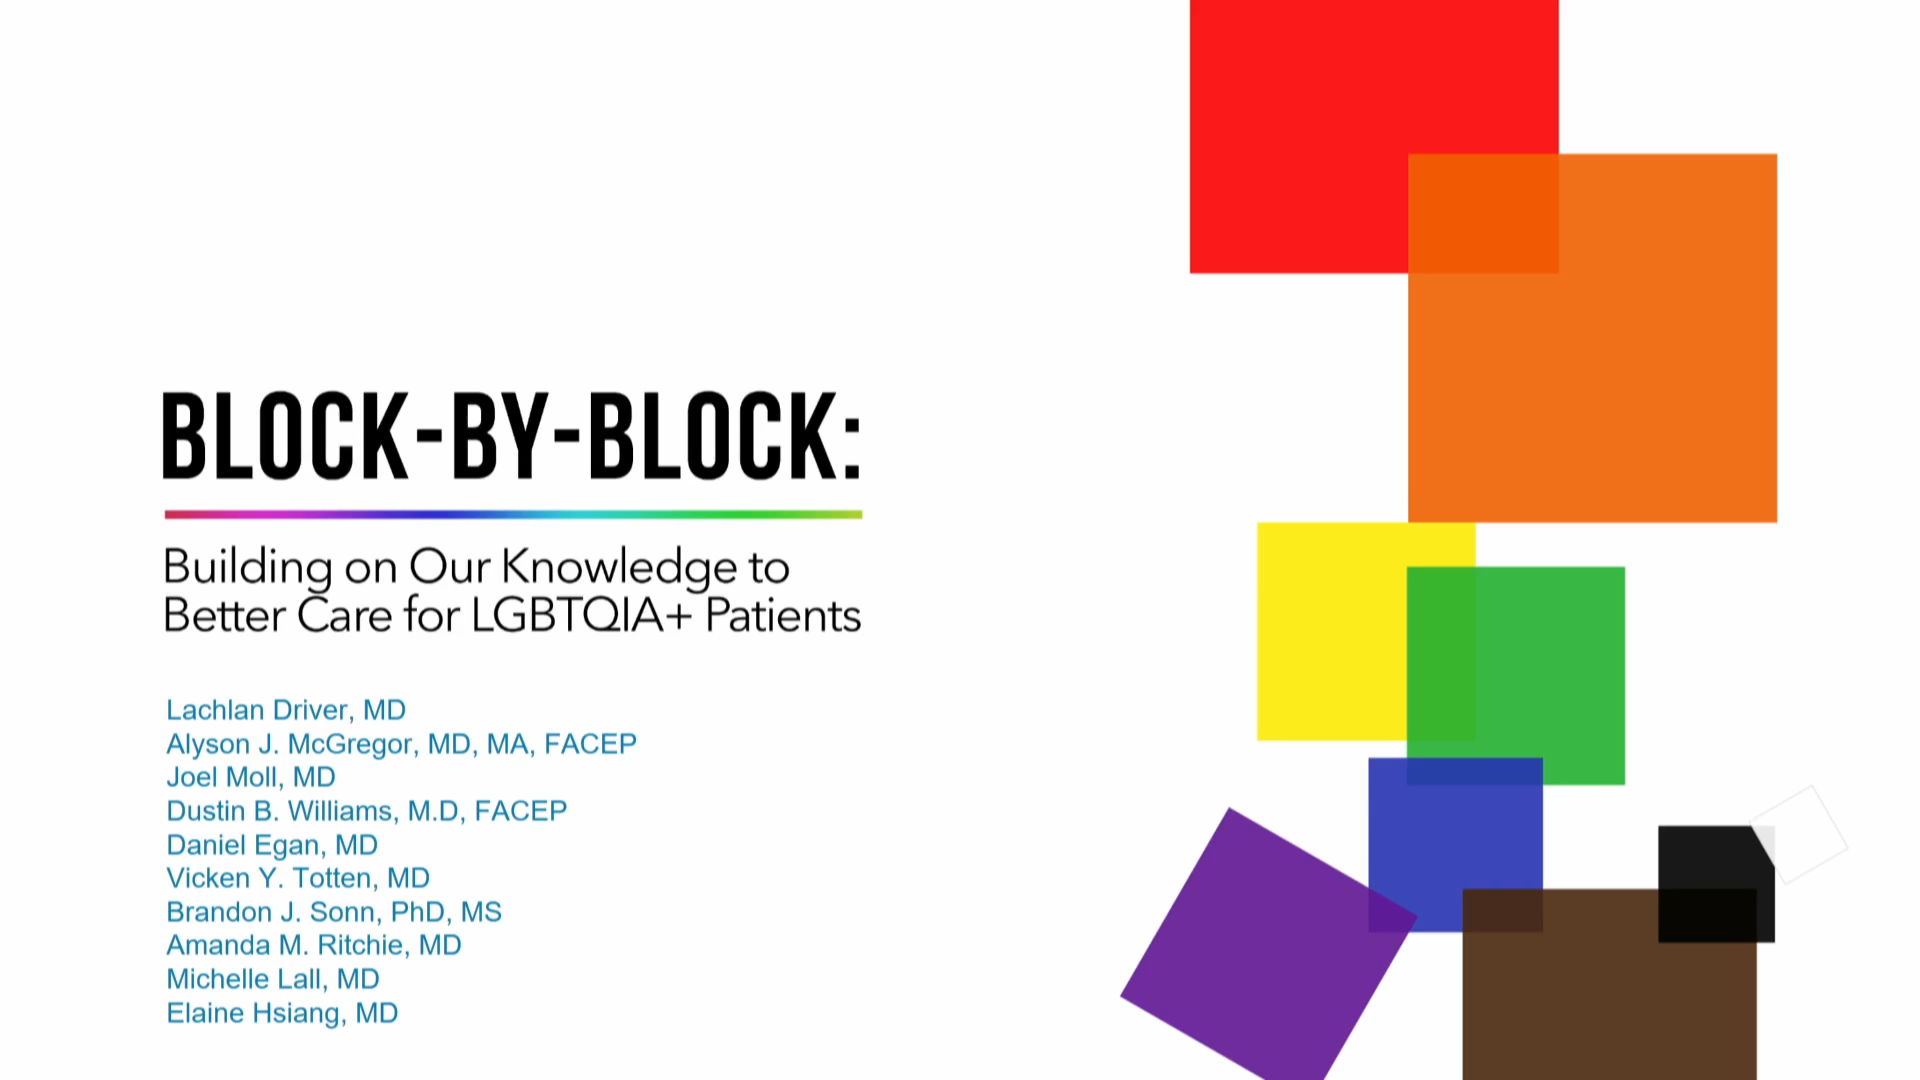 BLOCK-BY-BLOCK:
Building on Our Knowledge to
Better Care for LGBTQIA+ Patients
Lachlan Driver, MD
Alyson J. McGregor, MD, MA, FACEP
Joel Moll, MD
Dustin B. Williams, M.D, FACEP
Daniel Egan, MD
Vicken Y. Totten, MD
Brandon J. Sonn, PhD, MS
Amanda M. Ritchie, MD
Michelle Lall, MD
Elaine Hsiang, MD